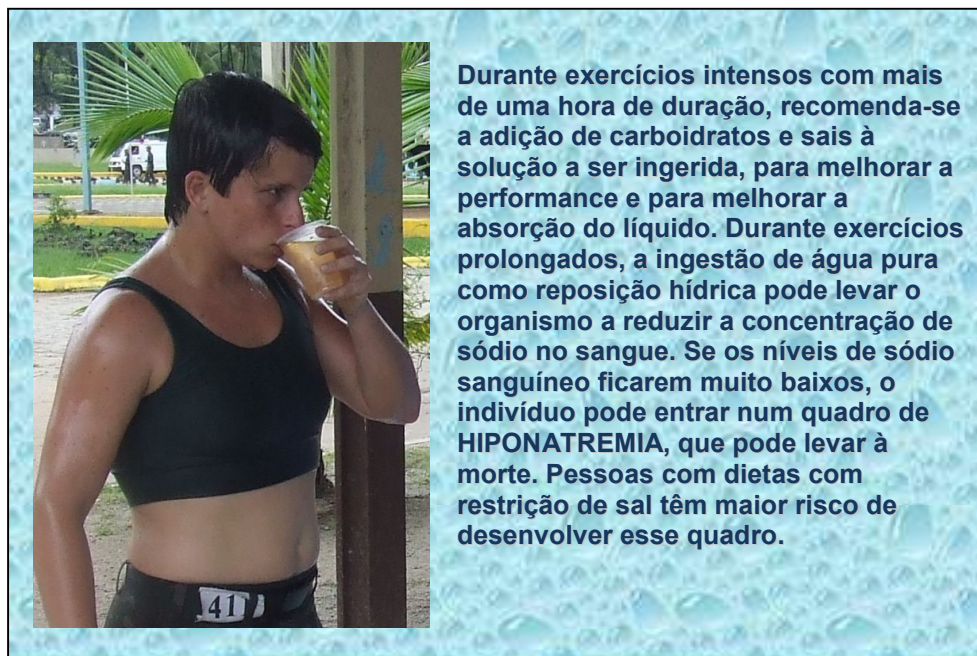 Durante exercícios intensos com mais
de uma hora de duração, recomenda-se
a adição de carboidratos e sais à
solução a ser ingerida, para melhorar a
performance e para melhorar a
absorção do líquido. Durante exercícios
prolongados, a ingestão de água pura
como reposição hídrica pode levar o
organismo a reduzir a concentração de
sódio no sangue. Se os níveis de sódio
sanguíneo ficarem muito baixos, o
indivíduo pode entrar num quadro de
HIPONATREMIA, que pode levar à
morte. Pessoas com dietas com
restrição de sal têm maior risco de
desenvolver esse quadro.
41